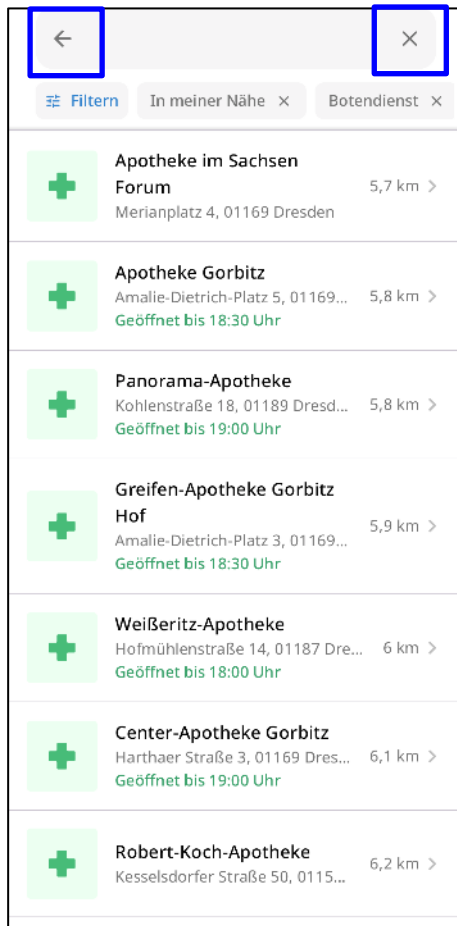 Filtern In meiner Nähe × Botendienst ×
Apotheke im Sachsen
Forum
5,7 km
Merianplatz 4, 01169 Dresden
Apotheke Gorbitz
Amalie-Dietrich-Platz 5, 01169... 5,8 km
Geöffnet bis 18:30 Uhr
Panorama-Apotheke
Kohlenstraße 18, 01189 Dresd... 5,8 km
Geöffnet bis 19:00 Uhr
Greifen-Apotheke Gorbitz
Hof
5,9 km
Amalie-Dietrich-Platz 3, 01169...
Geöffnet bis 18:30 Uhr
Weißeritz-Apotheke
Hofmühlenstraße 14, 01187 Dre... 6 km
Geöffnet bis 18:00 Uhr
Center-Apotheke Gorbitz
Harthaer Straße 3, 01169 Dres... 6,1 km
Geöffnet bis 19:00 Uhr
Robert-Koch-Apotheke
6,2 km
Kesselsdorfer Straße 50, 0115...